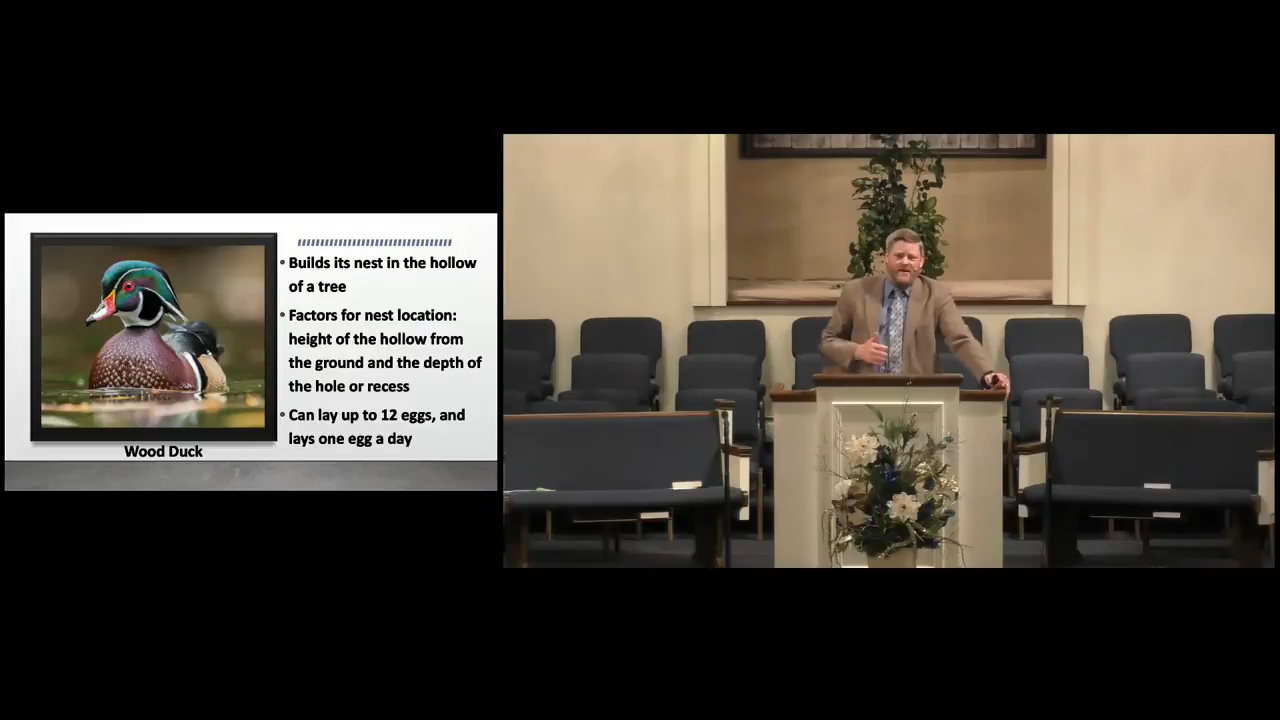 • Builds its nest in the hollow
of a tree
• Factors for nest location:
height of the hollow from
the ground and the depth of
the hole or recess
• Can lay up to 12 eggs, and
lays one egg a day
Wood Duck